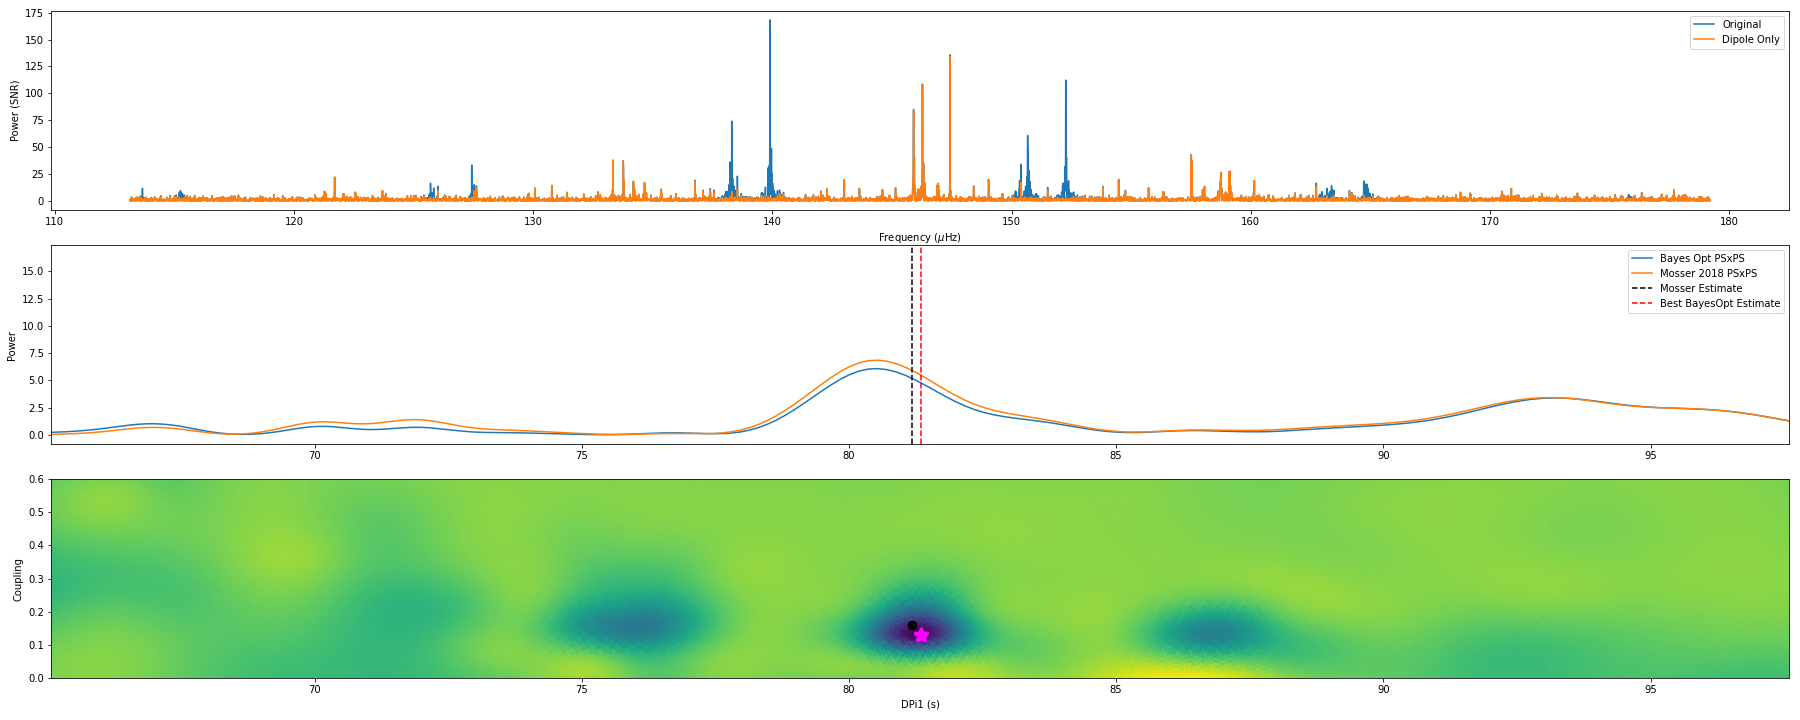 175
150
125
100
75
50
25
0
Power (SNR)
Original
Dipole Only
110 120 130 140 150 160 170 180
Frequency (μHz)
15.0
12.5
10.0
7.5
5.0
2.5
0.0
Power
Bayes Opt PSxPS
Mosser 2018 PSxPS
Mosser Estimate
Best BayesOpt Estimate
70 75 80 85 90 95
0.6
0.5
0.4
0.3
0.2
0.1
0.0
Coupling
70 75 80 85 90 95
DPi1 (s)